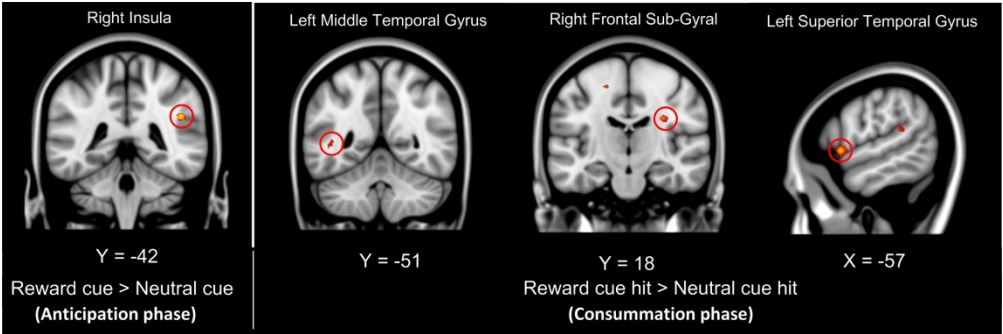 Right Insula
Left Middle Temporal Gyrus
Right Frontal Sub-Gyral
Left Superior Temporal Gyrus
Y = -42
Y = -51
Y = 18
X = -57
Reward cue > Neutral cue
Reward cue hit > Neutral cue hit
(Anticipation phase)
(Consummation phase)